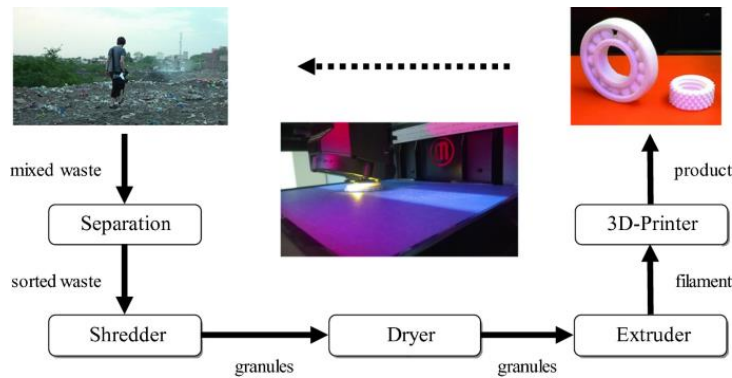 mixed waste
Separation
sorted waste
Shredder
granules
Dryer
granules
Extruder
filament
3D-Printer
product